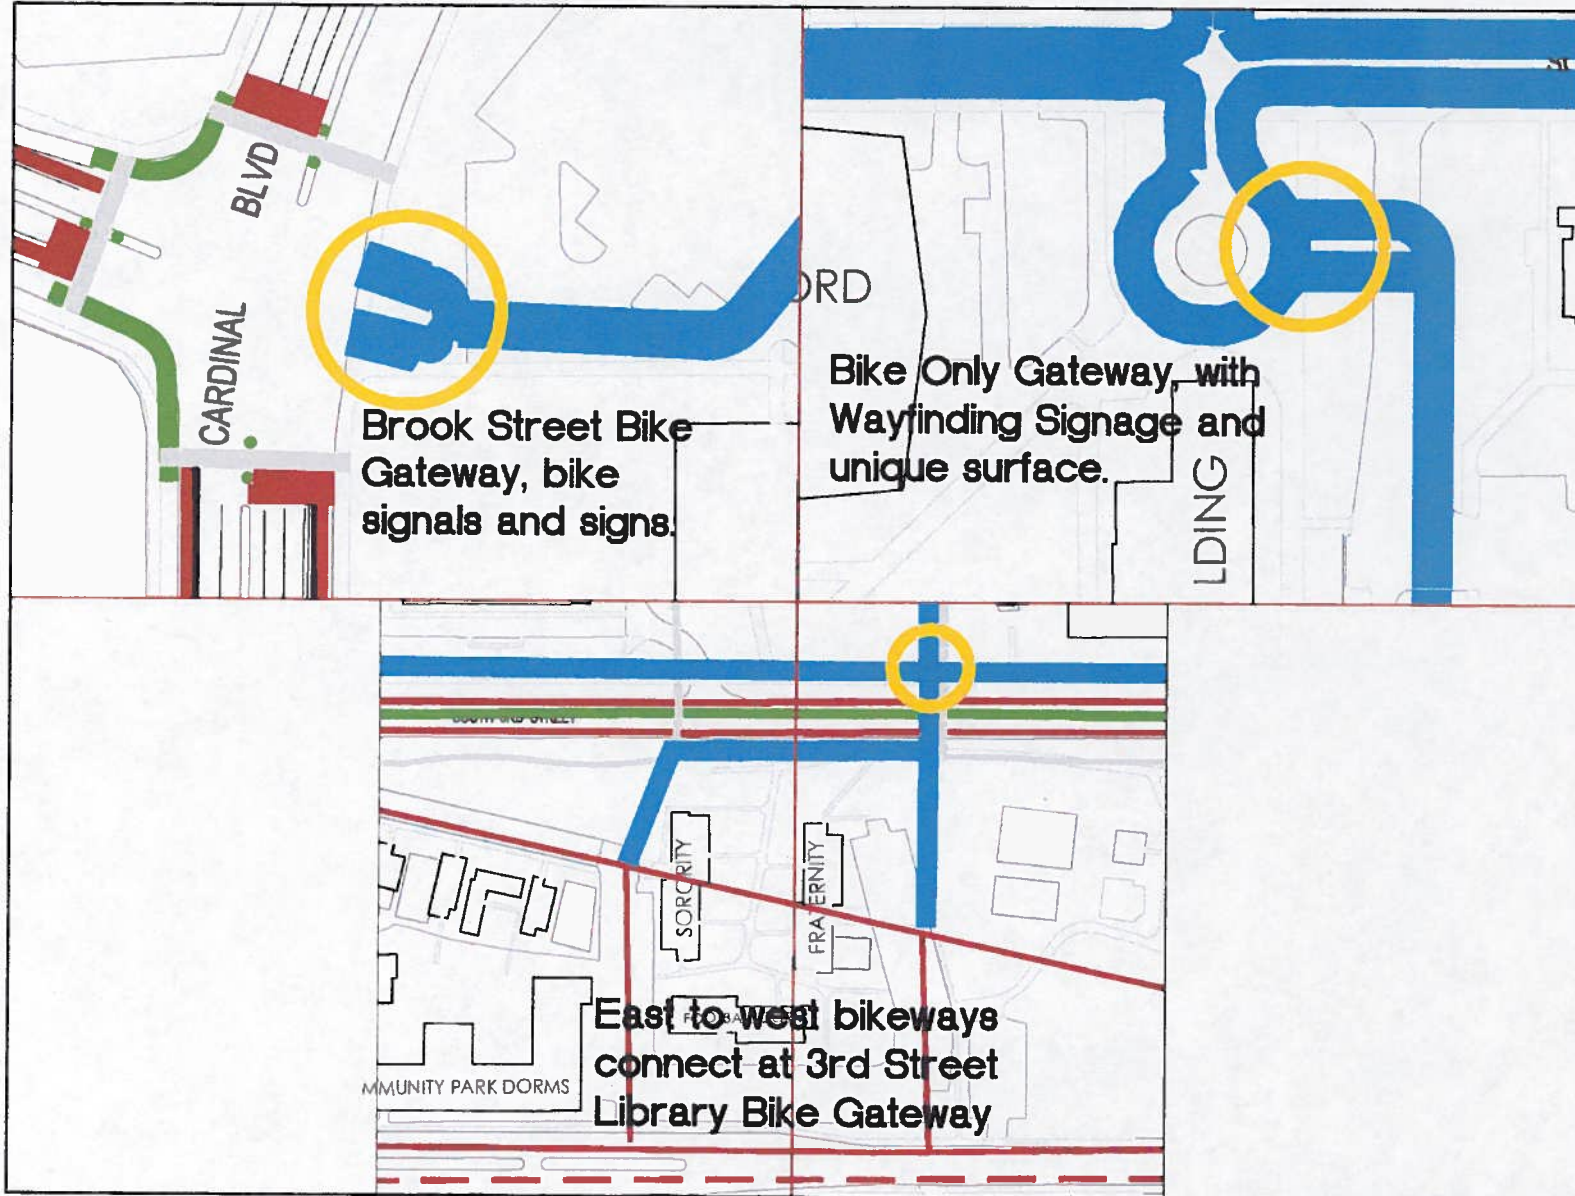 BLVD
CARDINAL
Brook Street Bike
Gateway, bike
signals and signs.
ORD
Bike Only Gateway, with
Wayfinding Signage and
unique surface.
LDING
SORORITY
FRATERNITY
East to west bikeways
connect at 3rd Street
Library Bike Gateway
MMUNITY PARK DORMS